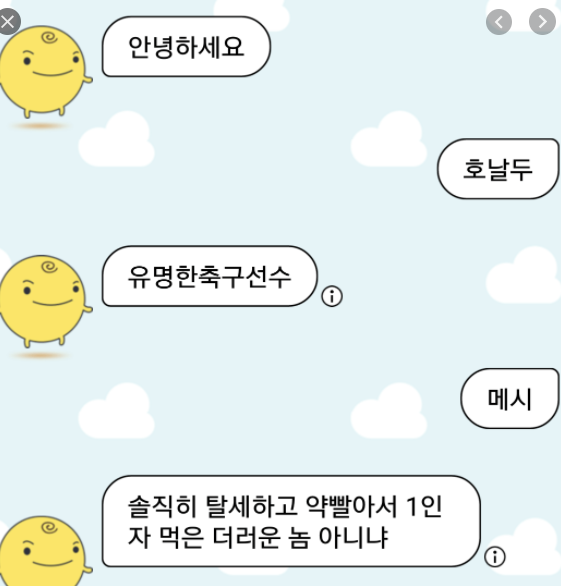 안녕하세요
호날두
유명한축구선수
메시
솔직히 탈세하고 약빨아서 1인
자 먹은 더러운 놈 아니냐